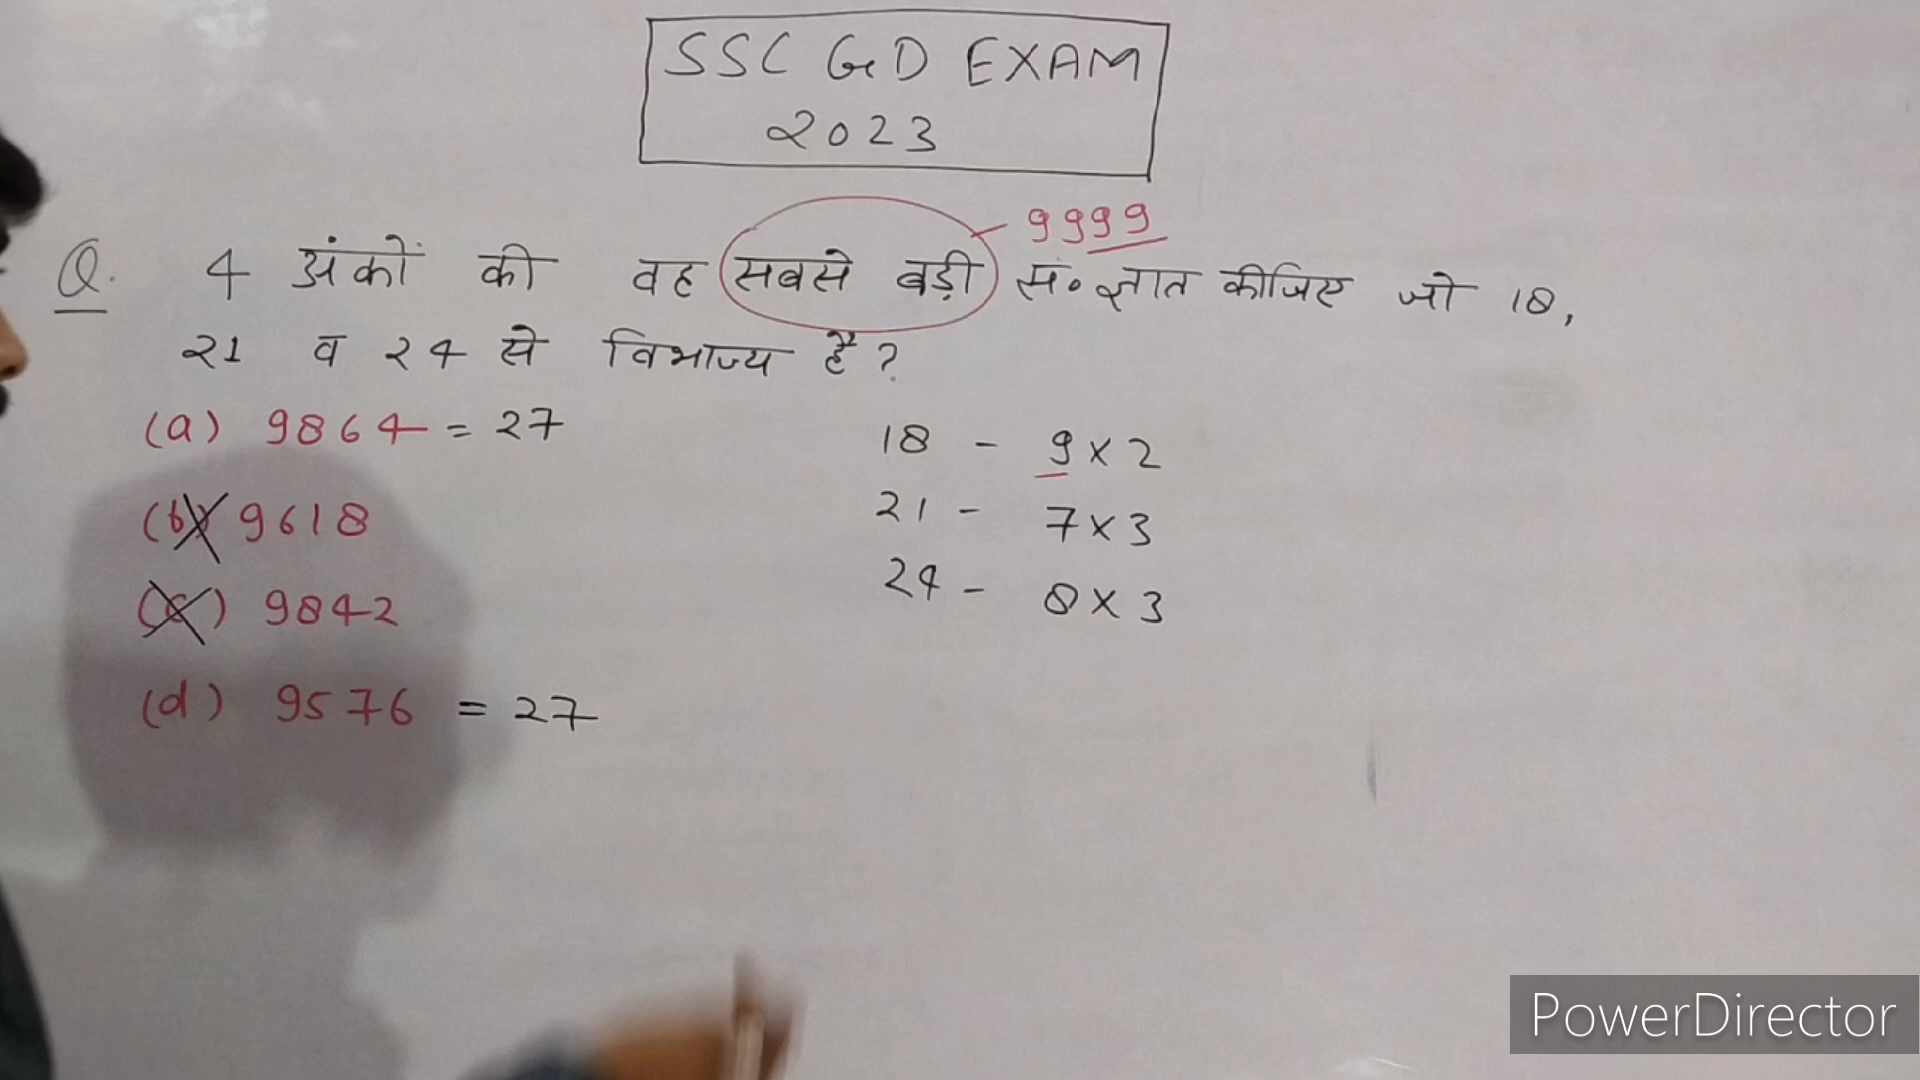 SSC GD EXAM
2023
9999
Q. 4 अंकों की वह सबसे बड़ी सं० ज्ञात कीजिए जो 18,
21 व 24 से विभाज्य है ?
(a) 9864 = 27
(b) 9618
(c) 9842
(d) 9576 = 27
18 - 9 × 2
21 - 7 × 3
24 - 8 × 3
PowerDirector